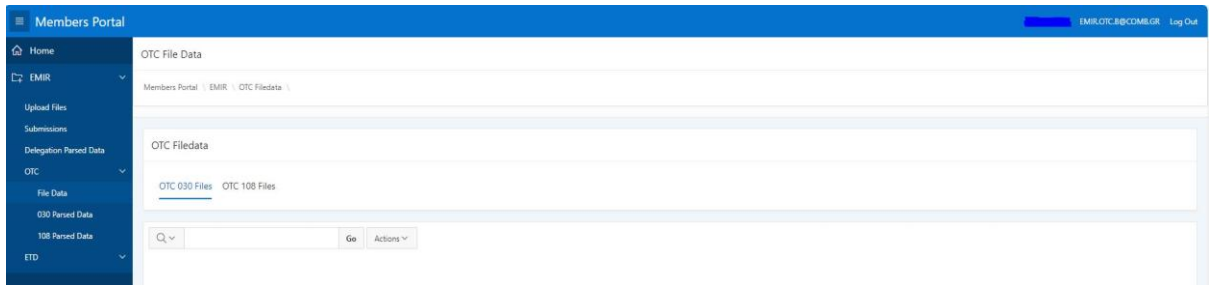 Members Portal
EMIR.OTC.B@COMB.GR Log Out
Home
EMIR
Upload Files
Submissions
Delegation Parsed Data
OTC
File Data
030 Parsed Data
108 Parsed Data
ETD
OTC File Data
Members Portal \ EMIR \ OTC Filedata \
OTC Filedata
OTC 030 Files OTC 108 Files
Go Actions